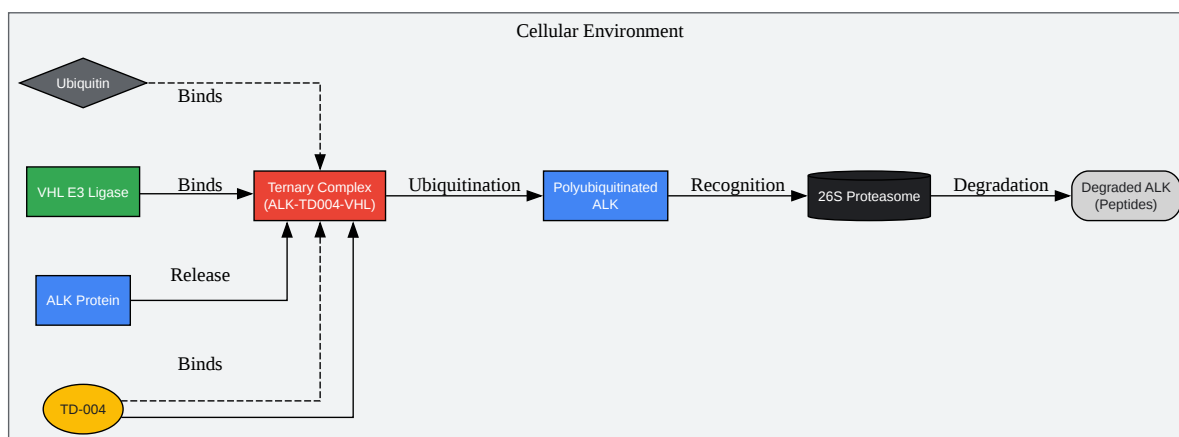 Cellular Environment
Ubiquitin
Binds
VHL E3 Ligase
Binds
Ternary Complex
(ALK-TD004-VHL)
Ubiquitination
Polyubiquitinated
ALK
Recognition
26S Proteasome
Degradation
Degraded ALK
(Peptides)
ALK Protein
Release
Binds
TD-004